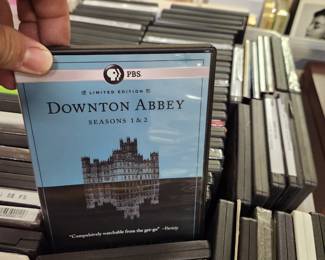 PBS
LIMITED EDITION
DOWNTON ABBEY
SEASONS 1 & 2
"Compulsively watchable from the get-go" –Variety